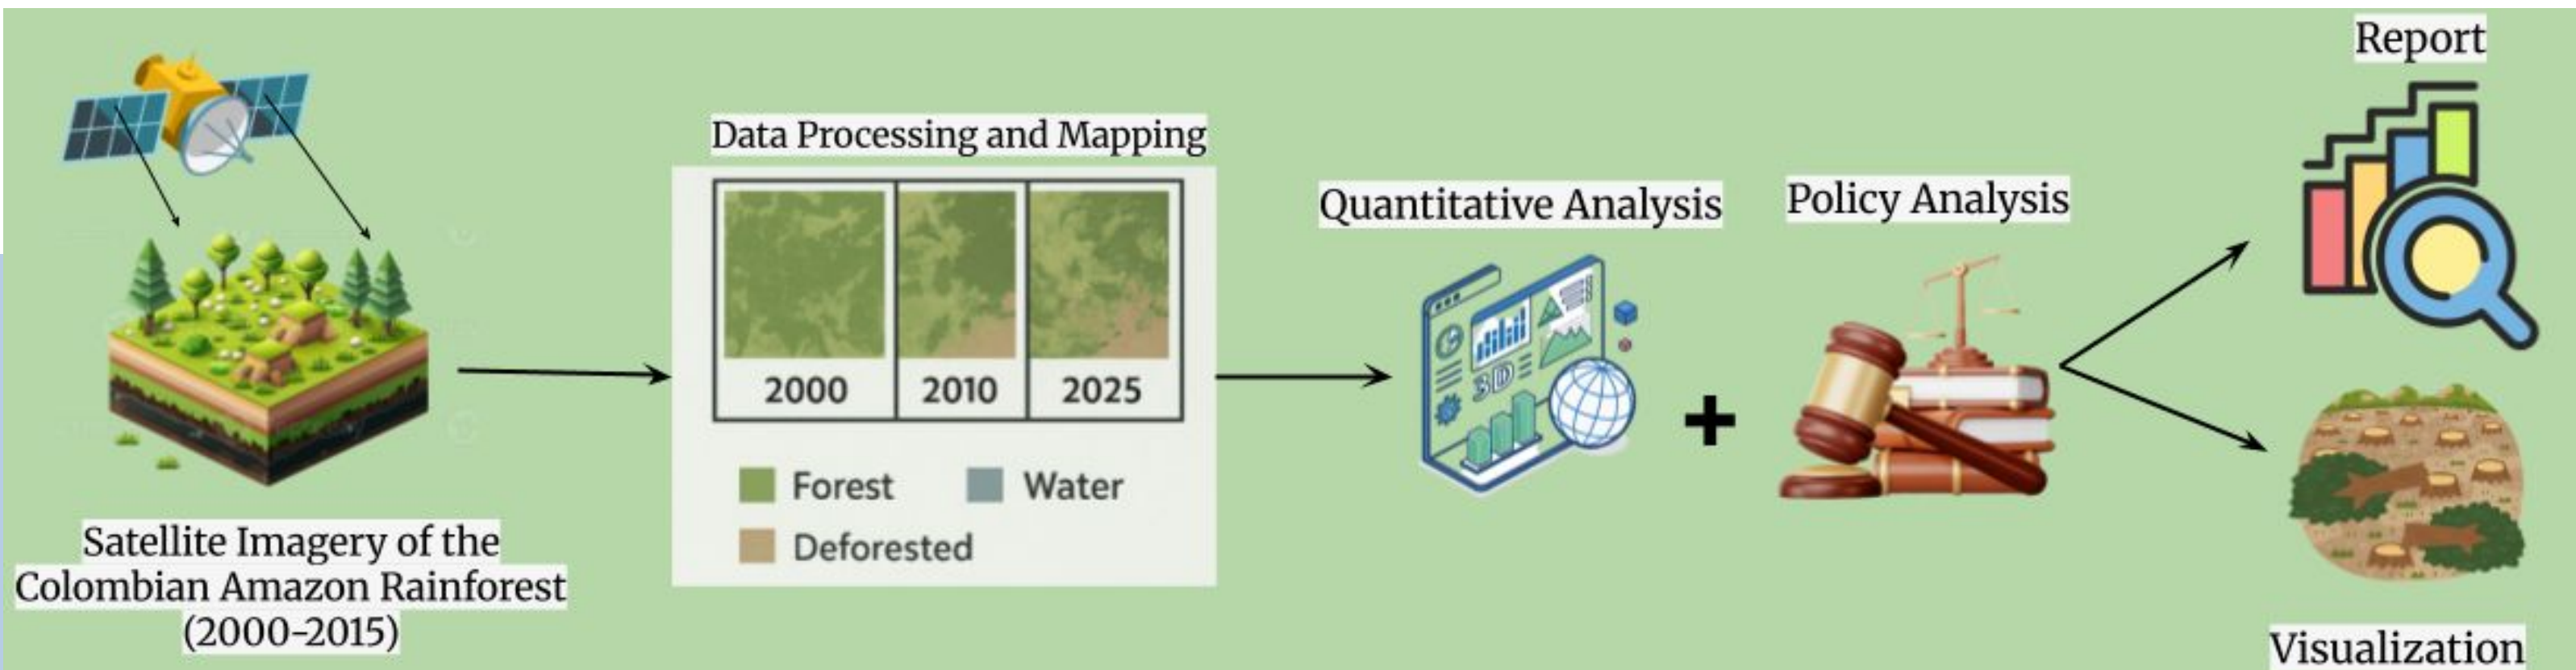 Satellite Imagery of the
Colombian Amazon Rainforest
(2000-2015)
Data Processing and Mapping
2000
2010
2025
Forest
Water
Deforested
Quantitative Analysis
3D
+
Policy Analysis
Report
Visualization